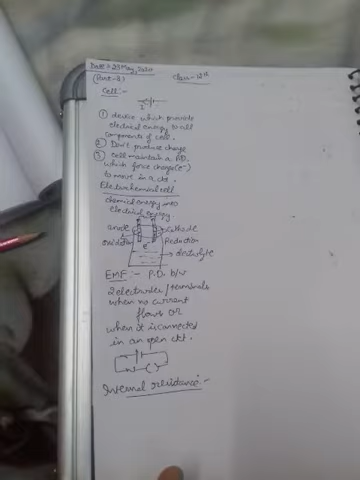 Date : 23 May,
(Part-3) Class - 12th
Cell :-
① device which provide
electrical energy to all
components of
② Don't produce charge
③ Cell maintain a P.D.
which force charge(e⁻)
to move in a ckt.
Electrochemical cell
chemical energy into
Electrical energy
anode cathode
oxidation Reduction
e⁻
electrolyte
EMF :- P.D. b/w
2 electrodes/terminals
when no current
flows or
when it is connected
in an open ckt.
Internal resistance :-